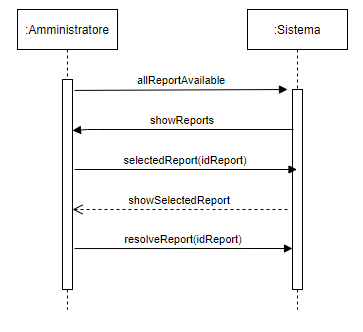 :Amministratore
:Sistema
allReportAvailable
showReports
selectedReport(idReport)
showSelectedReport
resolveReport(idReport)